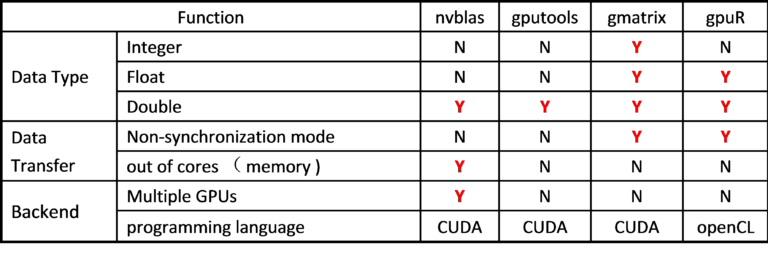 Function nvblas gputools gmatrix gpuR
Data Type
Integer N N Y N
Float N N Y Y
Double Y Y Y Y
Data Transfer
Non-synchronization mode N N Y Y
out of cores （ memory ) Y N N N
Backend
Multiple GPUs Y N N N
programming language CUDA CUDA CUDA openCL